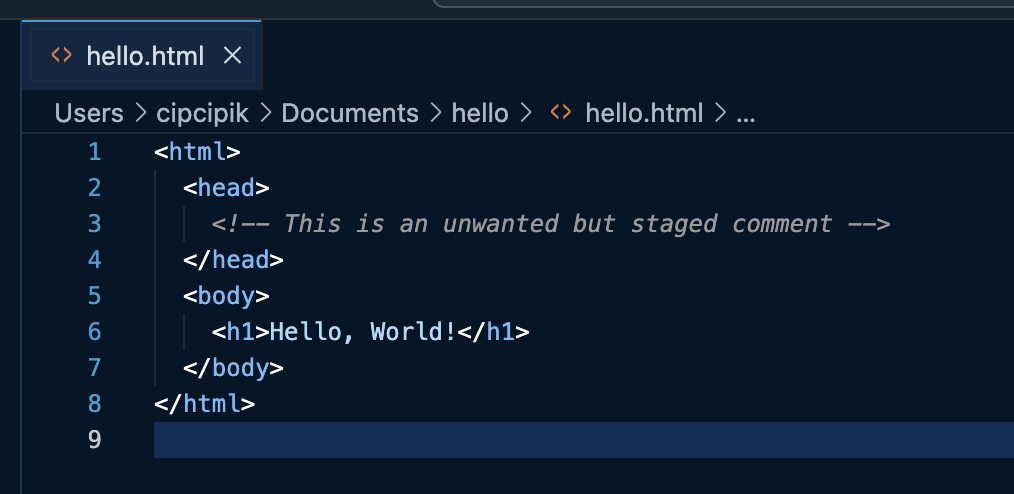 hello.html
Users > cipcipik > Documents > hello > hello.html > ...
1 <html>
2   <head>
3     <!-- This is an unwanted but staged comment -->
4   </head>
5   <body>
6     <h1>Hello, World!</h1>
7   </body>
8 </html>
9